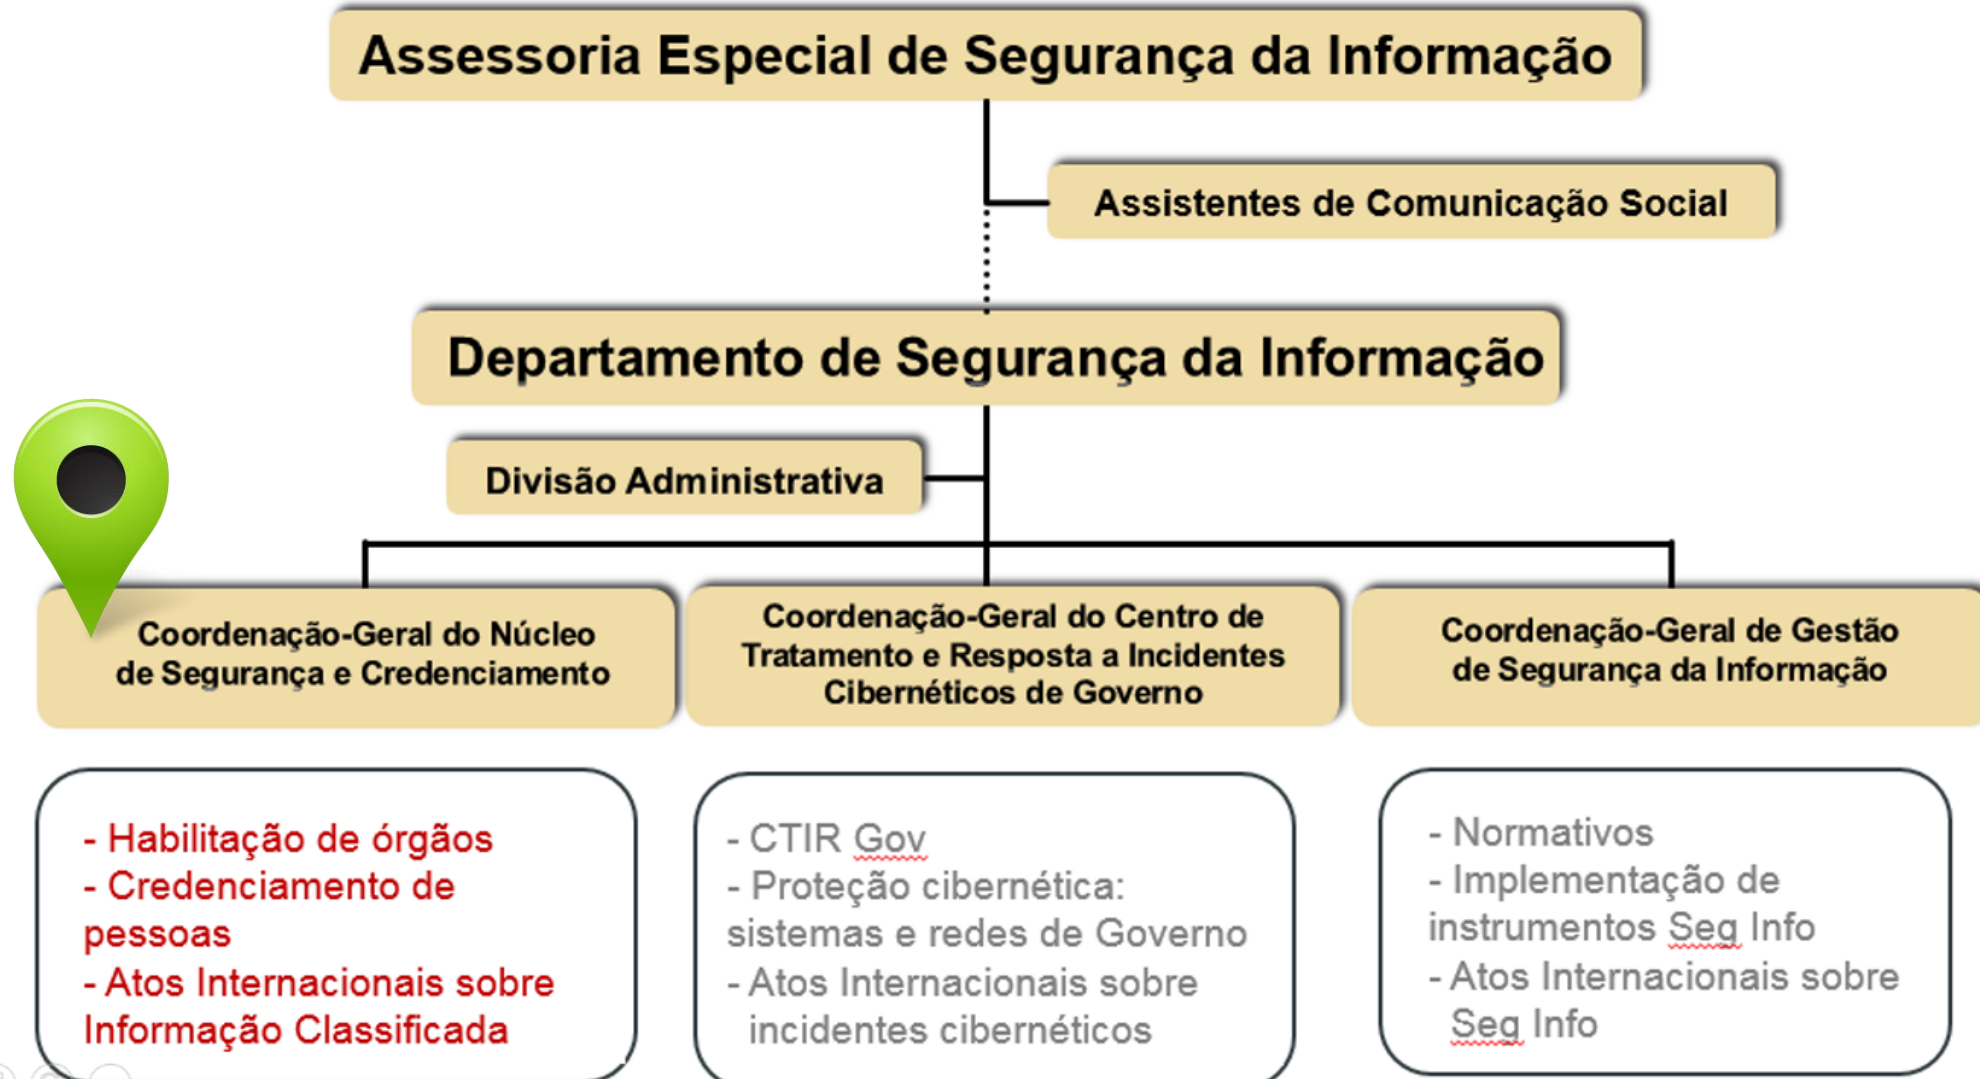 Assessoria Especial de Segurança da Informação
Assistentes de Comunicação Social
Departamento de Segurança da Informação
Divisão Administrativa
Coordenação-Geral do Núcleo
de Segurança e Credenciamento
Coordenação-Geral do Centro de
Tratamento e Resposta a Incidentes
Cibernéticos de Governo
Coordenação-Geral de Gestão
de Segurança da Informação
- Habilitação de órgãos
- Credenciamento de
pessoas
- Atos Internacionais sobre
Informação Classificada
- CTIR Gov
- Proteção cibernética:
sistemas e redes de Governo
- Atos Internacionais sobre
incidentes cibernéticos
- Normativos
- Implementação de
instrumentos Seg Info
- Atos Internacionais sobre
Seg Info